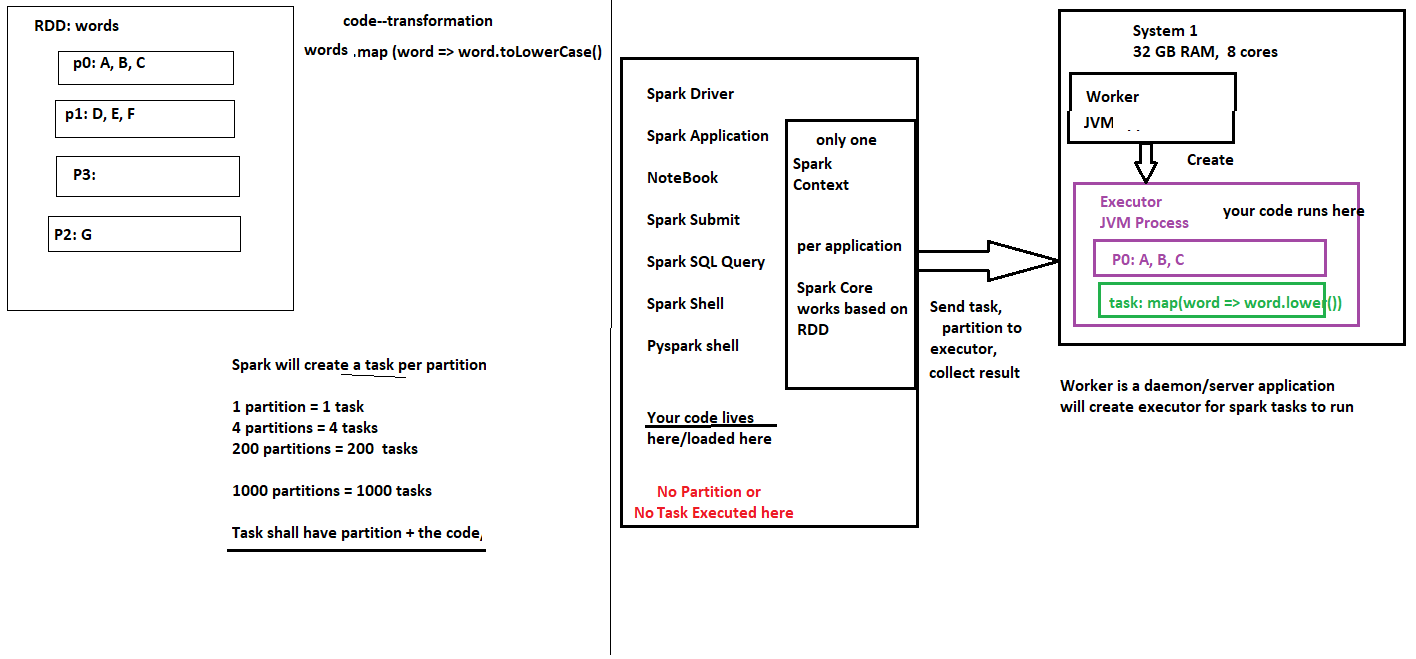 RDD: words
p0: A, B, C
p1: D, E, F
P3:
P2: G
code--transformation
words .map (word => word.toLowerCase()
Spark will create a task per partition
1 partition = 1 task
4 partitions = 4 tasks
200 partitions = 200 tasks
1000 partitions = 1000 tasks
Task shall have partition + the code,
Spark Driver
Spark Application
NoteBook
Spark Submit
Spark SQL Query
Spark Shell
Pyspark shell
Your code lives
here/loaded here
No Partition or
No Task Executed here
only one
Spark
Context
per application
Spark Core
works based on
RDD
Send task,
partition to
executor,
collect result
System 1
32 GB RAM, 8 cores
Worker
JVM
Create
Executor
JVM Process
your code runs here
P0: A, B, C
task: map(word => word.lower())
Worker is a daemon/server application
will create executor for spark tasks to run